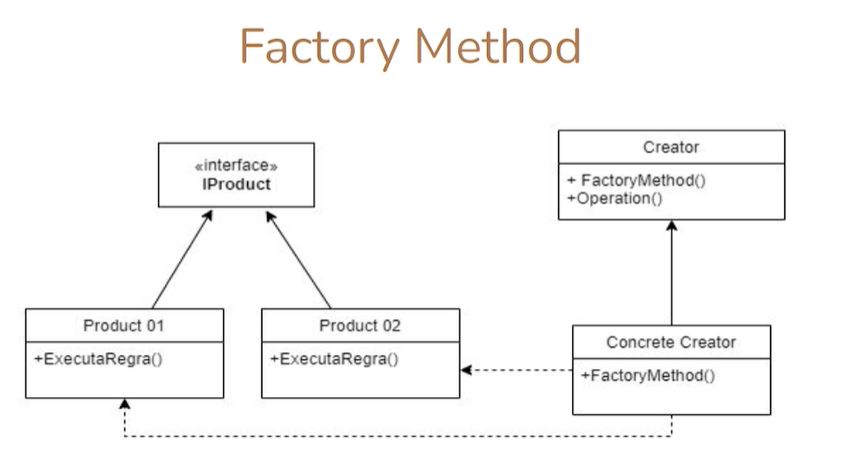 Factory Method
«interface»
IProduct
Creator
+ FactoryMethod()
+Operation()
Product 01
+ExecutaRegra()
Product 02
+ExecutaRegra()
Concrete Creator
+FactoryMethod()